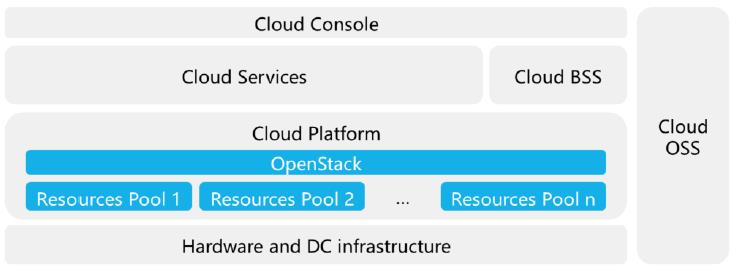 Cloud Console
Cloud Services
Cloud BSS
Cloud
OSS
Cloud Platform
OpenStack
Resources Pool 1
Resources Pool 2
...
Resources Pool n
Hardware and DC infrastructure